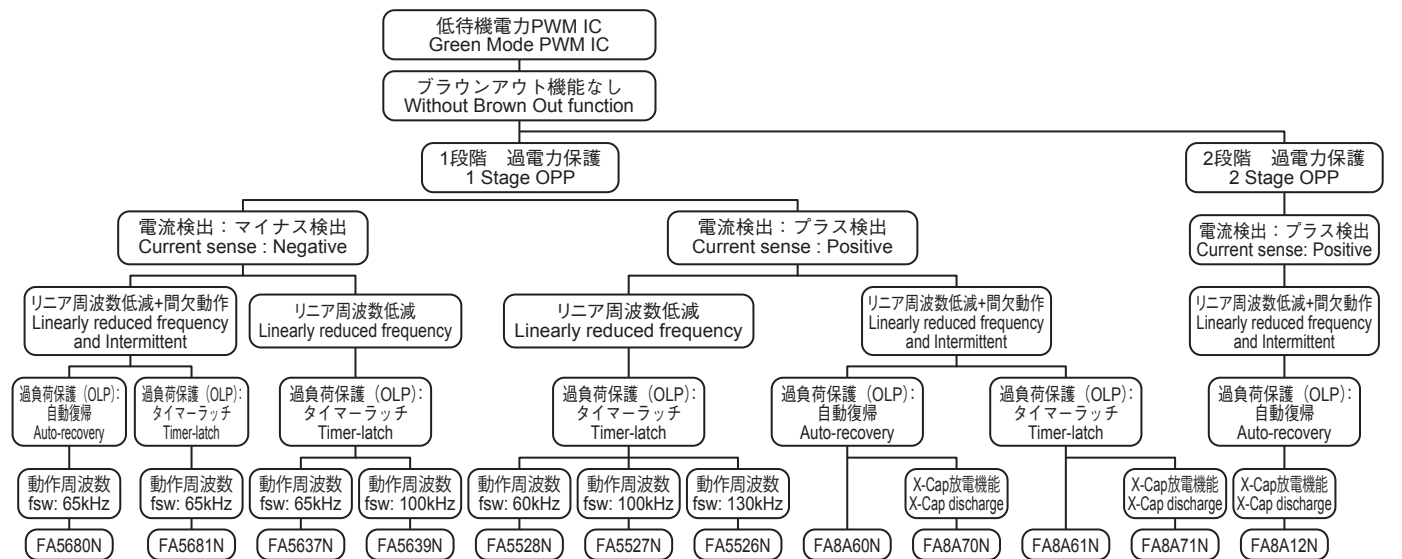 低待機電力PWM IC
Green Mode PWM IC
ブラウンアウト機能なし
Without Brown Out function
1段階　過電力保護
1 Stage OPP
2段階　過電力保護
2 Stage OPP
電流検出：マイナス検出
Current sense : Negative
電流検出：プラス検出
Current sense : Positive
電流検出：プラス検出
Current sense: Positive
リニア周波数低減+間欠動作
Linearly reduced frequency
and Intermittent
リニア周波数低減
Linearly reduced frequency
リニア周波数低減
Linearly reduced frequency
リニア周波数低減+間欠動作
Linearly reduced frequency
and Intermittent
リニア周波数低減+間欠動作
Linearly reduced frequency
and Intermittent
過負荷保護（OLP）：
自動復帰
Auto-recovery
過負荷保護（OLP）：
タイマーラッチ
Timer-latch
過負荷保護（OLP）：
タイマーラッチ
Timer-latch
過負荷保護（OLP）：
タイマーラッチ
Timer-latch
過負荷保護（OLP）：
自動復帰
Auto-recovery
過負荷保護（OLP）：
タイマーラッチ
Timer-latch
過負荷保護（OLP）：
自動復帰
Auto-recovery
動作周波数
fsw: 65kHz
動作周波数
fsw: 65kHz
動作周波数
fsw: 65kHz
動作周波数
fsw: 100kHz
動作周波数
fsw: 60kHz
動作周波数
fsw: 100kHz
動作周波数
fsw: 130kHz
X-Cap放電機能
X-Cap discharge
X-Cap放電機能
X-Cap discharge
X-Cap放電機能
X-Cap discharge
FA5680N
FA5681N
FA5637N
FA5639N
FA5528N
FA5527N
FA5526N
FA8A60N
FA8A70N
FA8A61N
FA8A71N
FA8A12N